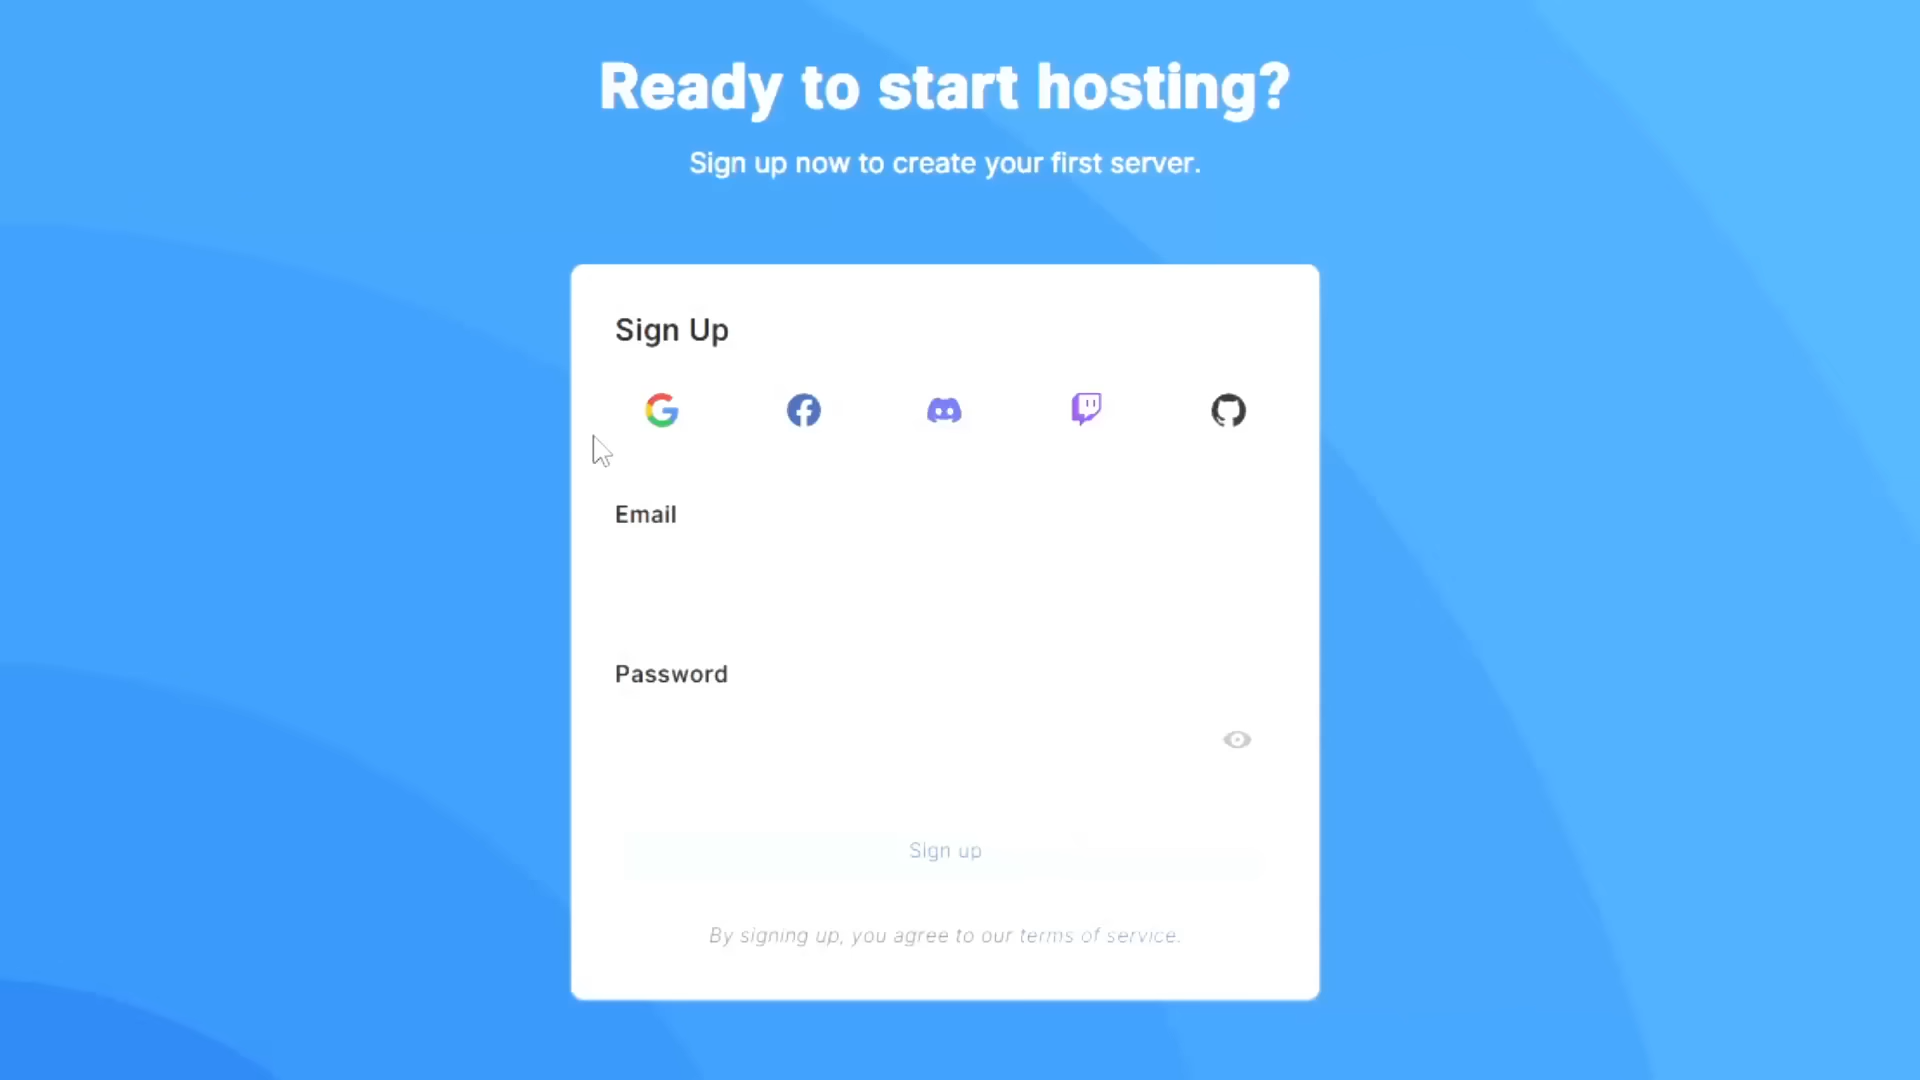 Ready to start hosting?
Sign up now to create your first server.
Sign Up
Email
Password
Sign up
By signing up, you agree to our terms of service.